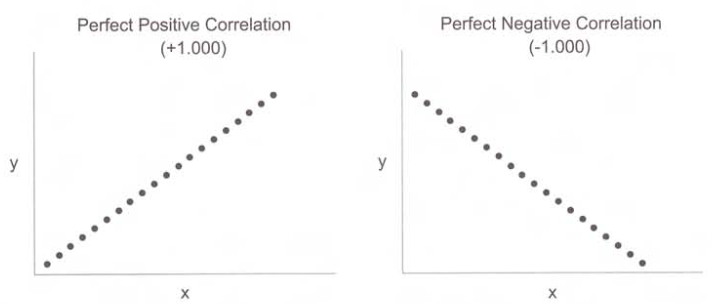 Perfect Positive Correlation
(+1.000)
y
x
Perfect Negative Correlation
(-1.000)
y
x